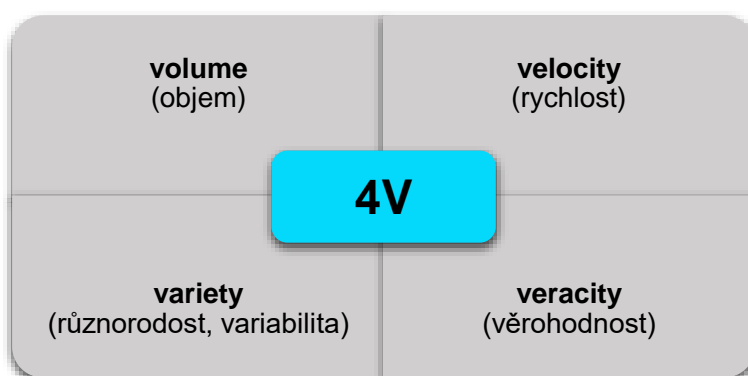 volume
(objem)
velocity
(rychlost)
4V
variety
(různorodost, variabilita)
veracity
(věrohodnost)